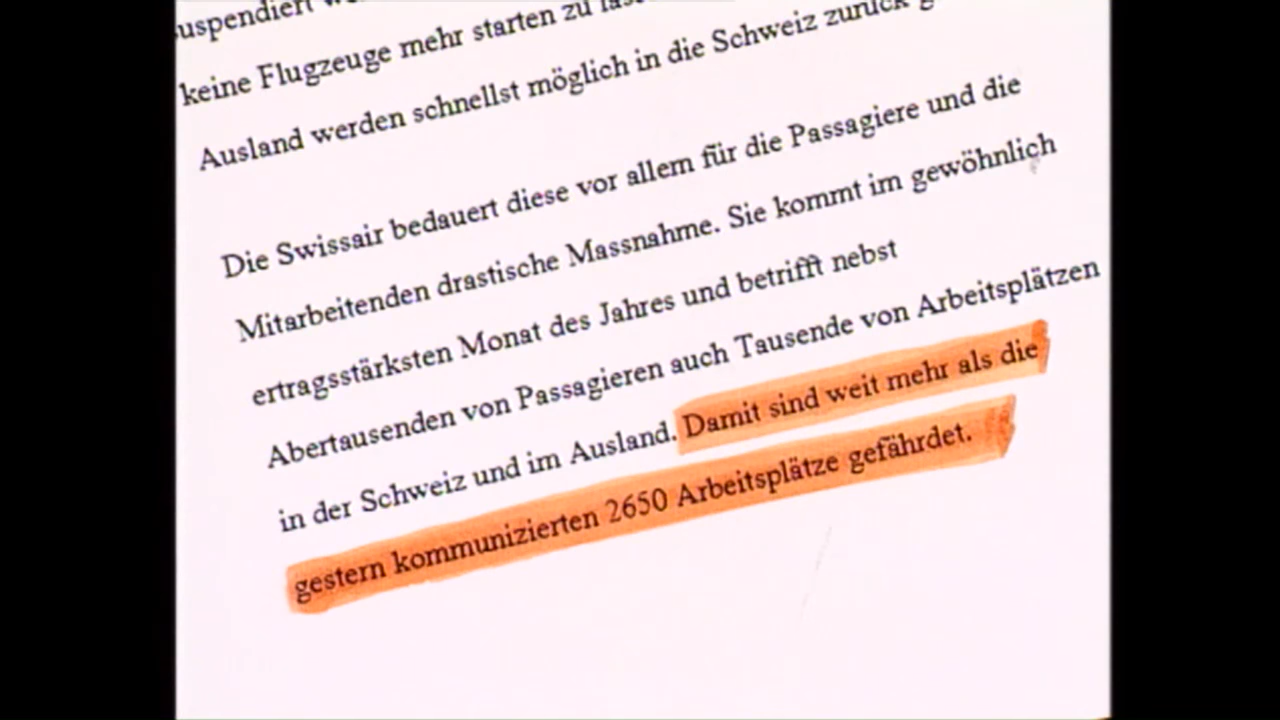 keine Flugzeuge mehr starten zu
Ausland werden schnellst möglich in die Schweiz zurück
Die Swissair bedauert diese vor allem für die Passagiere und die
Mitarbeitenden drastische Massnahme. Sie kommt im gewöhnlich
ertragsstärksten Monat des Jahres und betrifft nebst
Abertausenden von Passagieren auch Tausende von Arbeitsplätzen
in der Schweiz und im Ausland. Damit sind weit mehr als die
gestern kommunizierten 2650 Arbeitsplätze gefährdet.